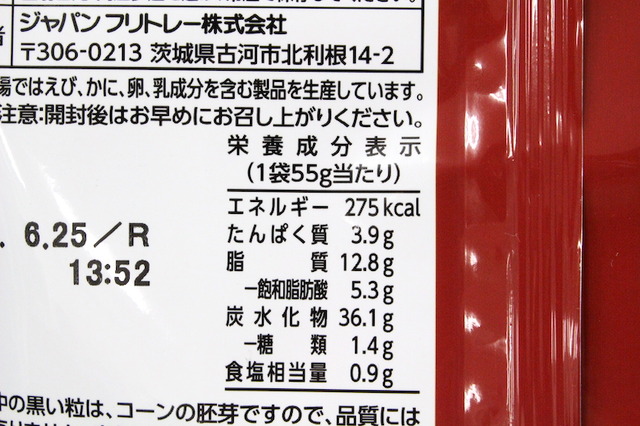 ジャパン フリトレー株式会社
〒306-0213 茨城県古河市北利根14-2
場ではえび、かに、卵、乳成分を含む製品を生産しています。
注意:開封後はお早めにお召し上がりください。
栄養成分表示
(1袋55g当たり)
エネルギー 275kcal
たんぱく質 3.9g
脂質 12.8g
―飽和脂肪酸 5.3g
炭水化物 36.1g
―糖類 1.4g
食塩相当量 0.9g
. 6.25/R
13:52
中の黒い粒は、コーンの胚芽ですので、品質には